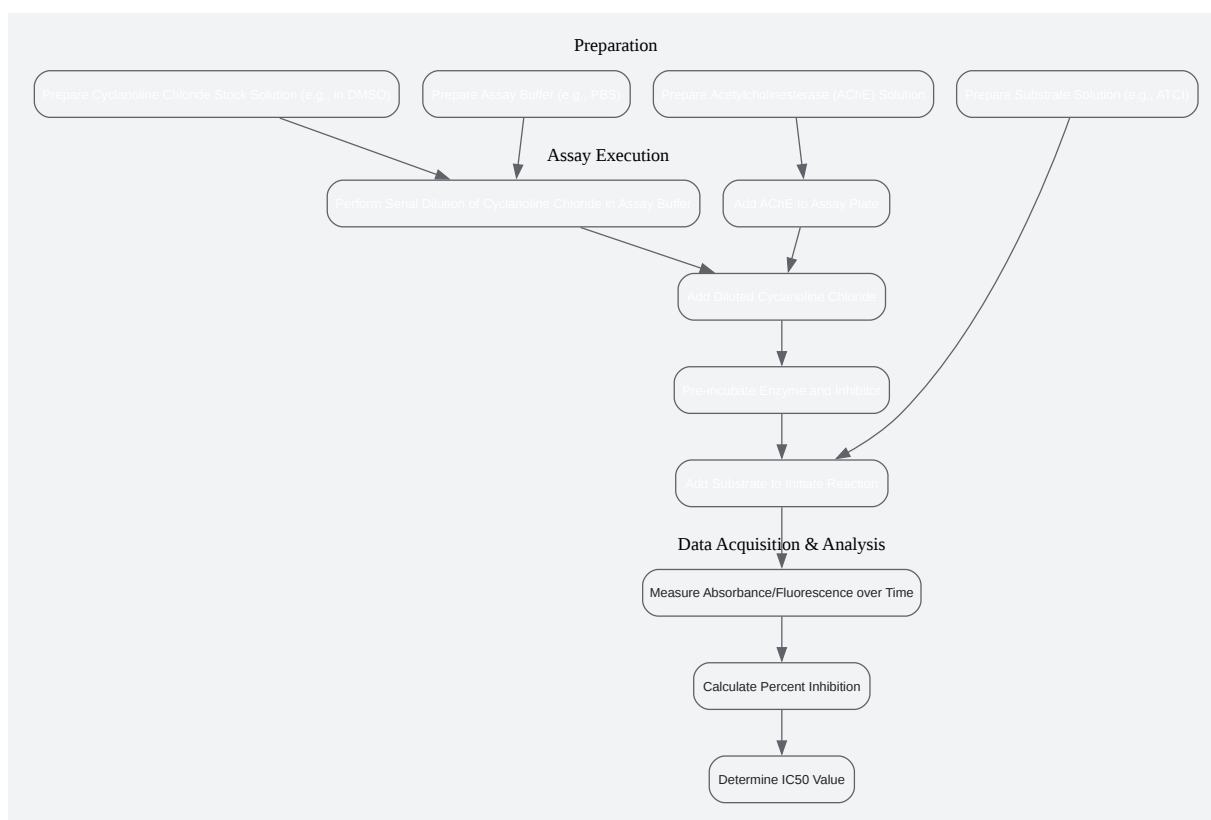 Preparation
Prepare Cyclanoline Chloride Stock Solution (e.g., in DMSO)
Prepare Assay Buffer (e.g., PBS)
Prepare Acetylcholinesterase (AChE) Solution
Prepare Substrate Solution (e.g., ATCI)
Assay Execution
Perform Serial Dilution of Cyclanoline Chloride in Assay Buffer
Add AChE to Assay Plate
Add Diluted Cyclanoline Chloride
Pre-incubate Enzyme and Inhibitor
Add Substrate to Initiate Reaction
Data Acquisition & Analysis
Measure Absorbance/Fluorescence over Time
Calculate Percent Inhibition
Determine IC50 Value